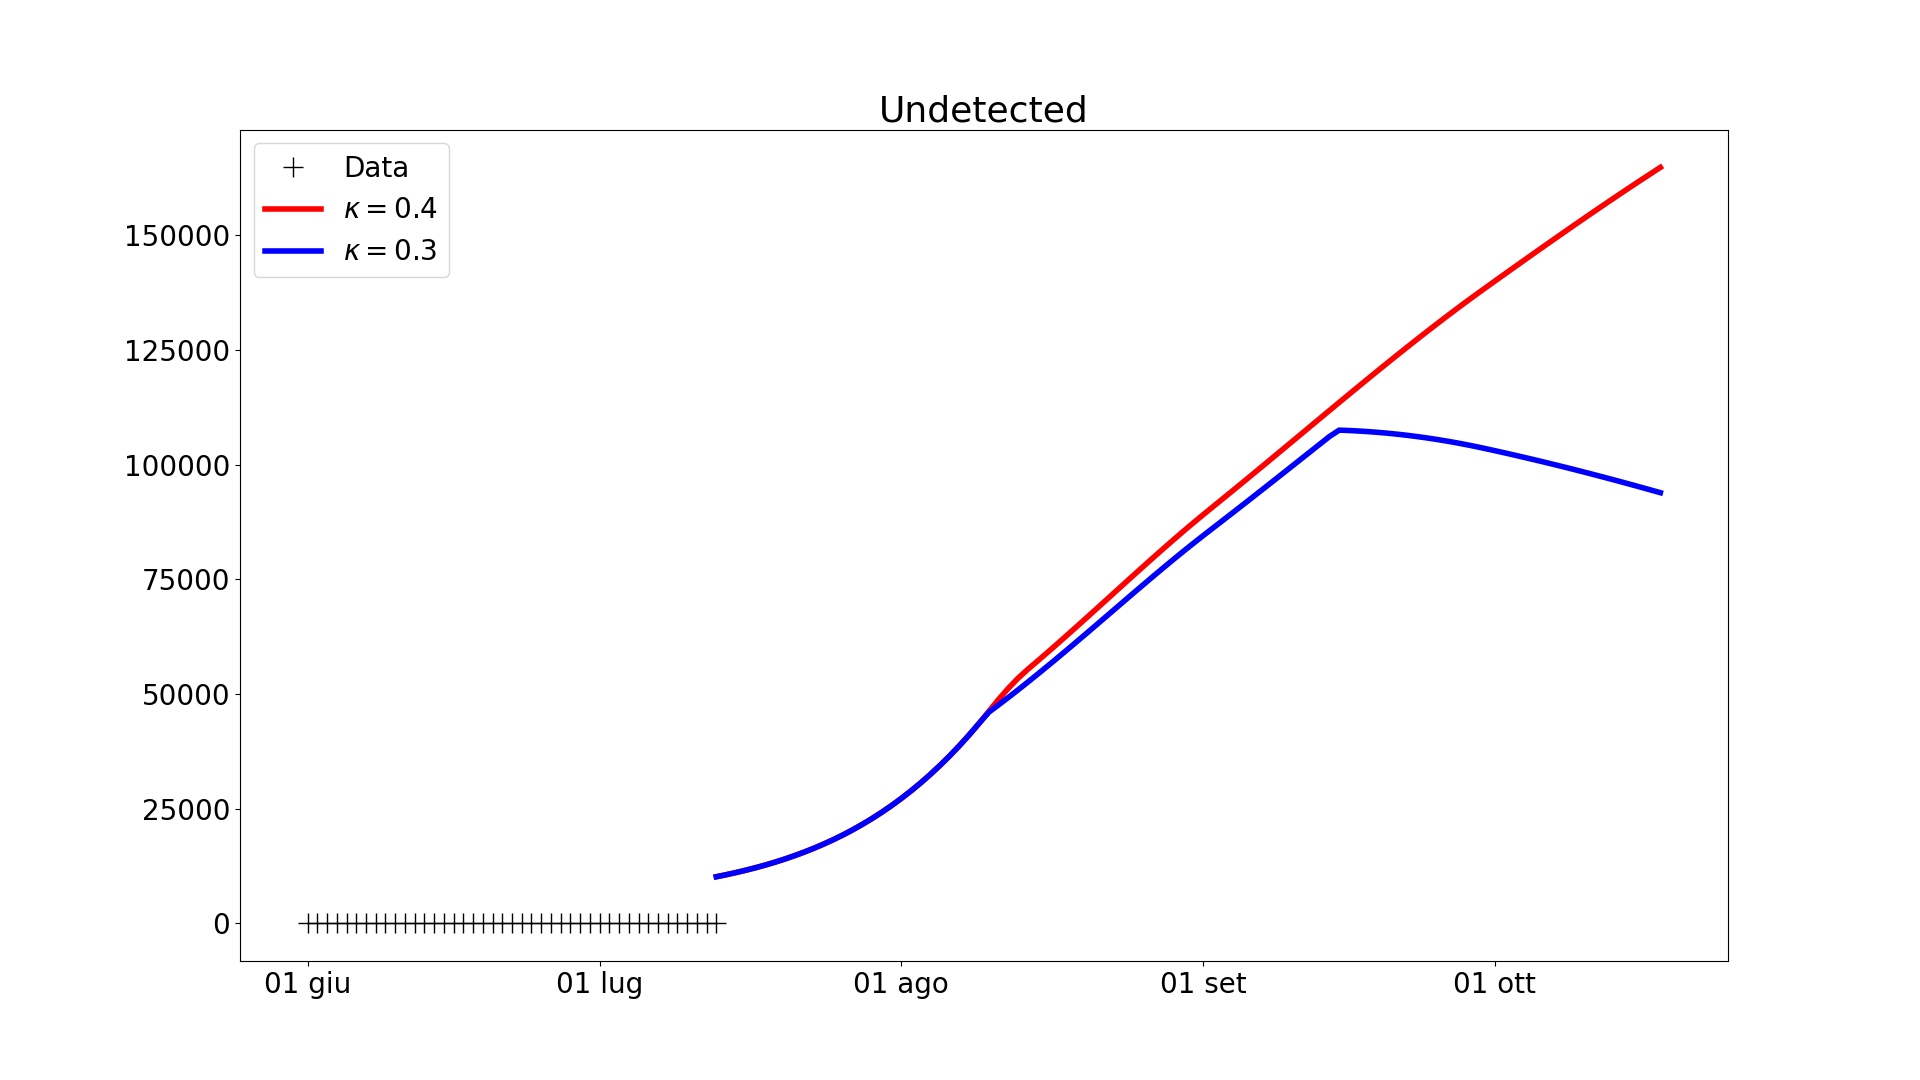 Undetected
Data
κ = 0.4
κ = 0.3
150000
125000
100000
75000
50000
25000
0
01 giu
01 lug
01 ago
01 set
01 ott